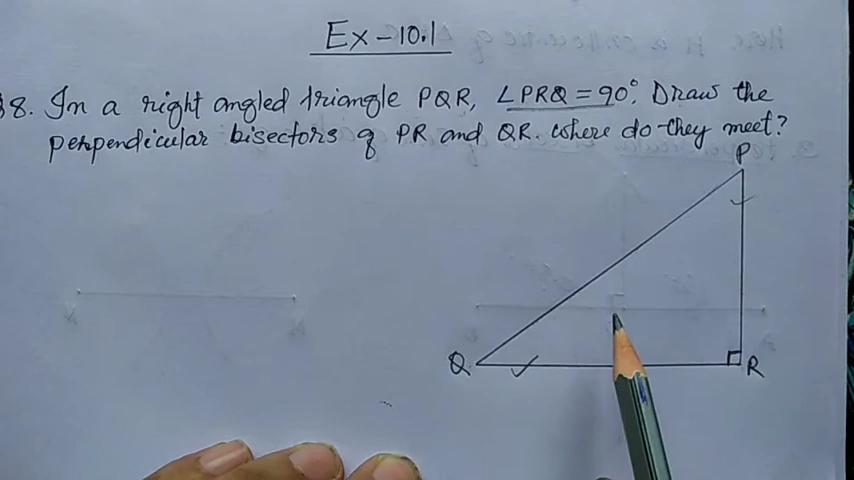 Ex-10.1
8. In a right angled triangle PQR, ∠PRQ = 90°. Draw the
perpendicular bisectors of PR and QR. Where do they meet?
P
Q
R